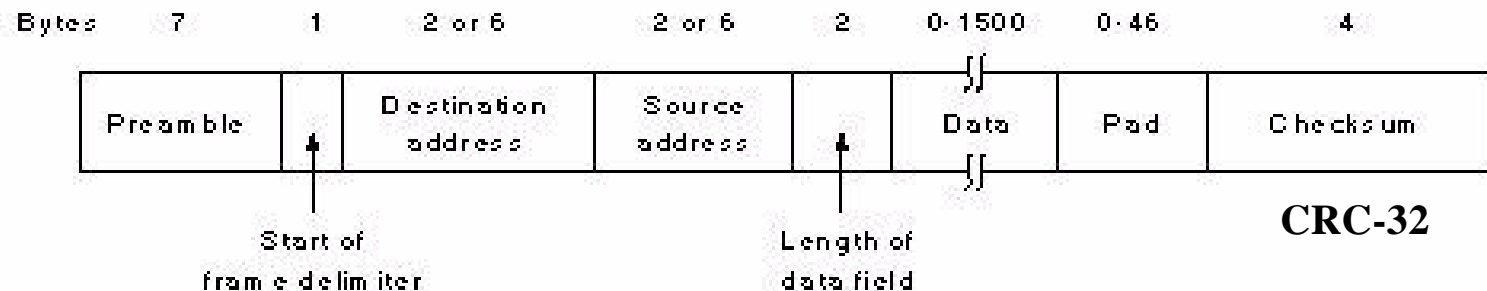 Bytes 7 1 2 or 6 2 or 6 2 0-1500 0-46 4
Preamble
Destination
address
Source
address
Data
Pad
Checksum
CRC-32
Start of
frame delimiter
Length of
data field